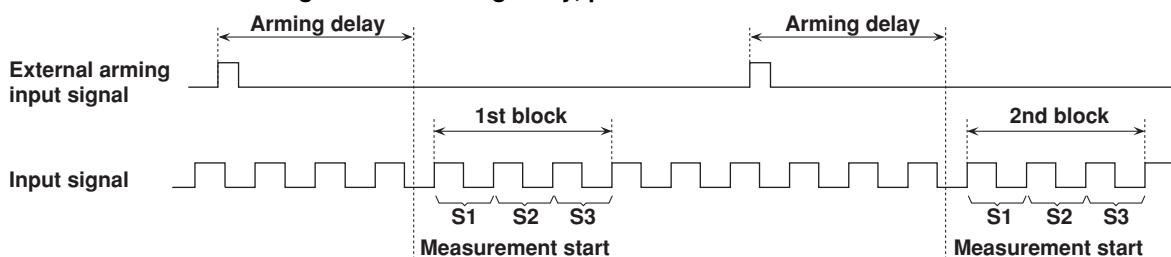 Arming delay
Arming delay
External arming
input signal
1st block
2nd block
Input signal
S1 S2 S3
S1 S2 S3
Measurement start
Measurement start